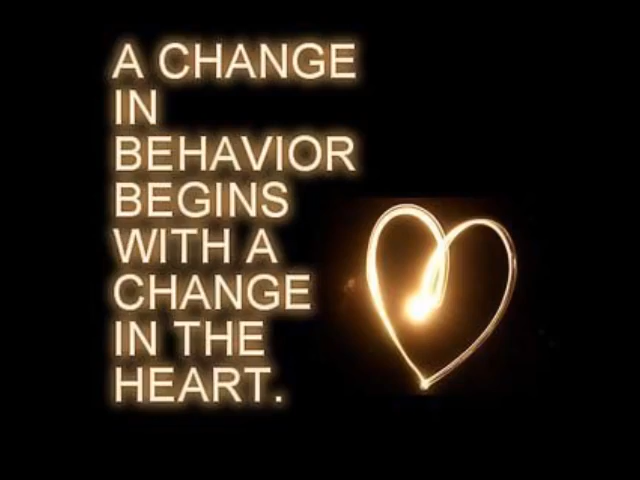 A CHANGE
IN
BEHAVIOR
BEGINS
WITH A
CHANGE
IN THE
HEART.